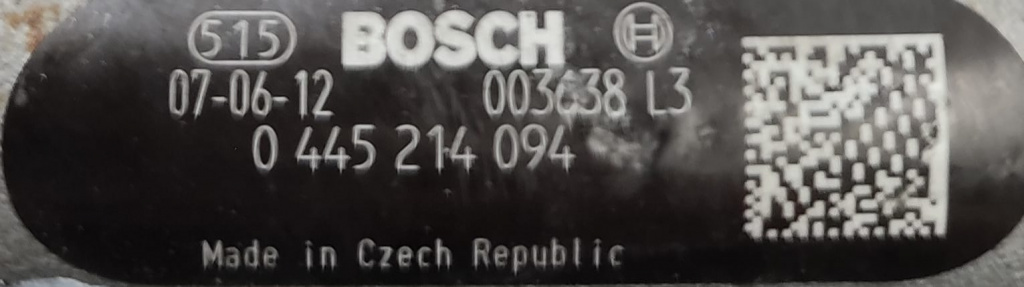 515 BOSCH H
07-06-12 003638 L3
0 445 214 094
Made in Czech Republic